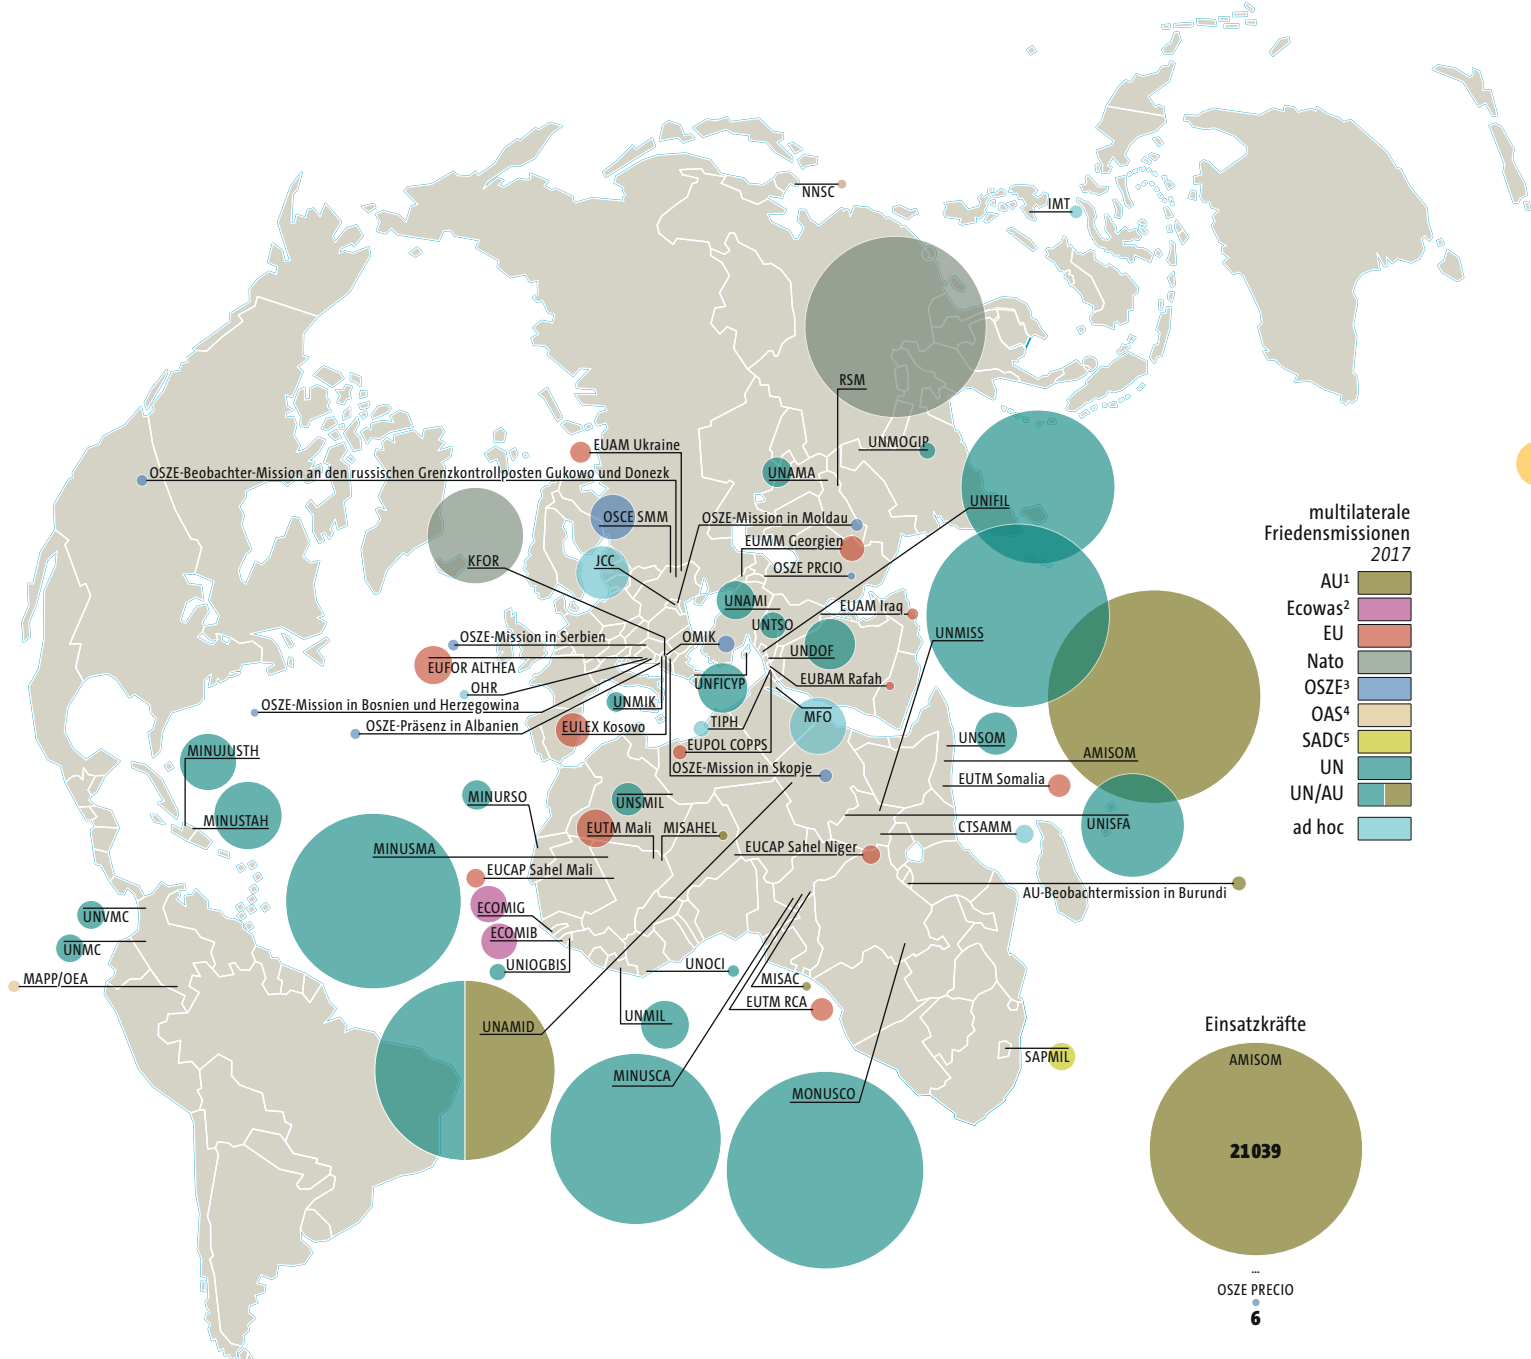 NNSC
IMT
RSM
UNMOGIP
EUAM Ukraine
OSZE-Beobachter-Mission an den russischen Grenzkontrollposten Gukowo und Donezk
UNAMA
UNIFIL
OSCE SMM
OSZE-Mission in Moldau
EUMM Georgien
KFOR
JCC
OSZE PRCIO
UNAMI
EUAM Iraq
UNTSO
UNMISS
OSZE-Mission in Serbien
OMIK
UNDOF
EUFOR ALTHEA
EUBAM Rafah
UNFICYP
OHR
OSZE-Mission in Bosnien und Herzegowina
UNMIK
MFO
TIPH
OSZE-Präsenz in Albanien
EULEX Kosovo
EUPOL COPPS
UNSOM
MINUJUSTH
AMISOM
OSZE-Mission in Skopje
EUTM Somalia
MINURSO
UNSMIL
MINUSTAH
EUTM Mali
MISAHEL
CTSAMM
UNISFA
MINUSMA
EUCAP Sahel Niger
EUCAP Sahel Mali
AU-Beobachtermission in Burundi
ECOMIG
UNVMC
ECOMIB
UNMC
UNIOGBIS
UNOCI
MAPP/OEA
MISAC
EUTM RCA
UNMIL
UNAMID
SAPMIL
MINUSCA
MONUSCO
multilaterale
Friedensmissionen
2017
AU¹
Ecowas²
EU
Nato
OSZE³
OAS⁴
SADC⁵
UN
UN/AU
ad hoc
Einsatzkräfte
AMISOM
21 039
...
OSZE PRECIO
6